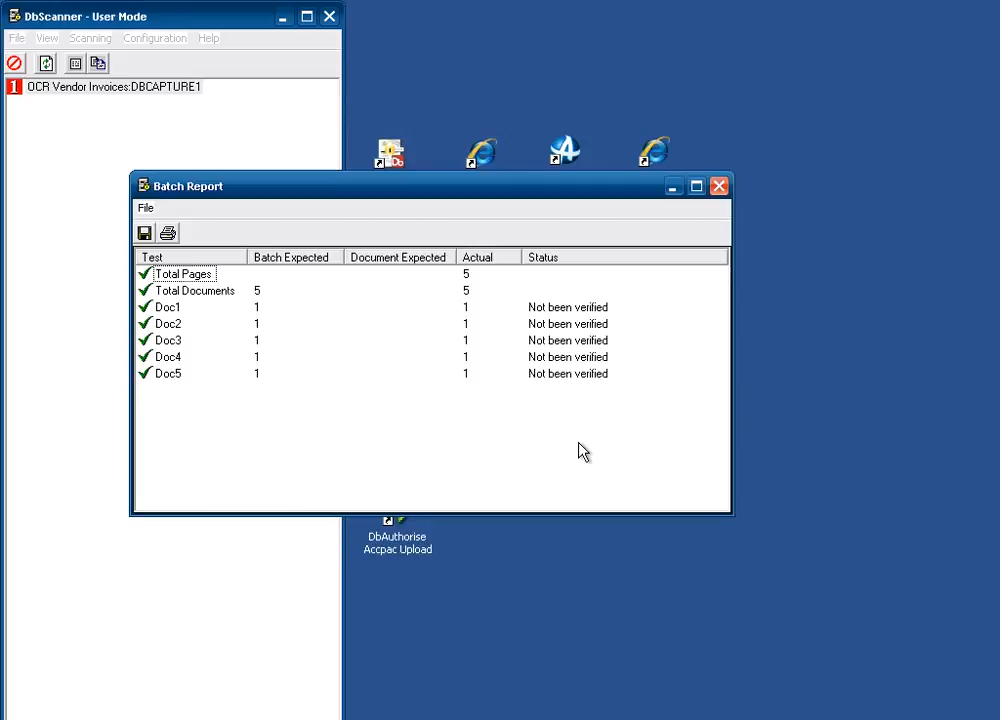 DbScanner - User Mode
File View Scanning Configuration Help
1 OCR Vendor Invoices:DBCAPTURE1
Batch Report
File
Test Batch Expected Document Expected Actual Status
Total Pages 5
Total Documents 5 5
Doc1 1 1 Not been verified
Doc2 1 1 Not been verified
Doc3 1 1 Not been verified
Doc4 1 1 Not been verified
Doc5 1 1 Not been verified
DbAuthorise
Accpac Upload